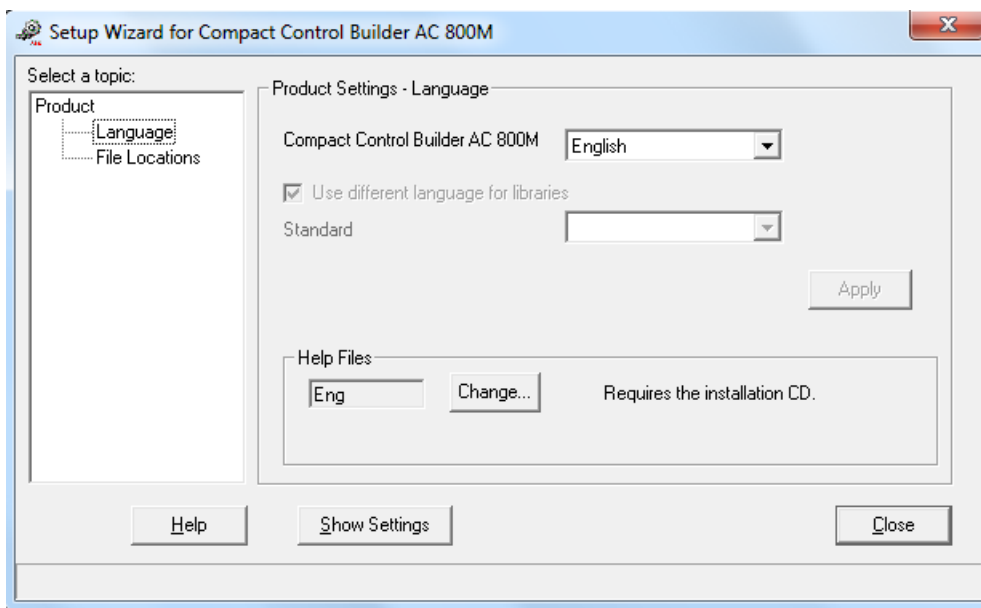 Setup Wizard for Compact Control Builder AC 800M
Select a topic:
Product
Language
File Locations
Product Settings - Language
Compact Control Builder AC 800M
English
Use different language for libraries
Standard
Apply
Help Files
Eng
Change...
Requires the installation CD.
Help
Show Settings
Close